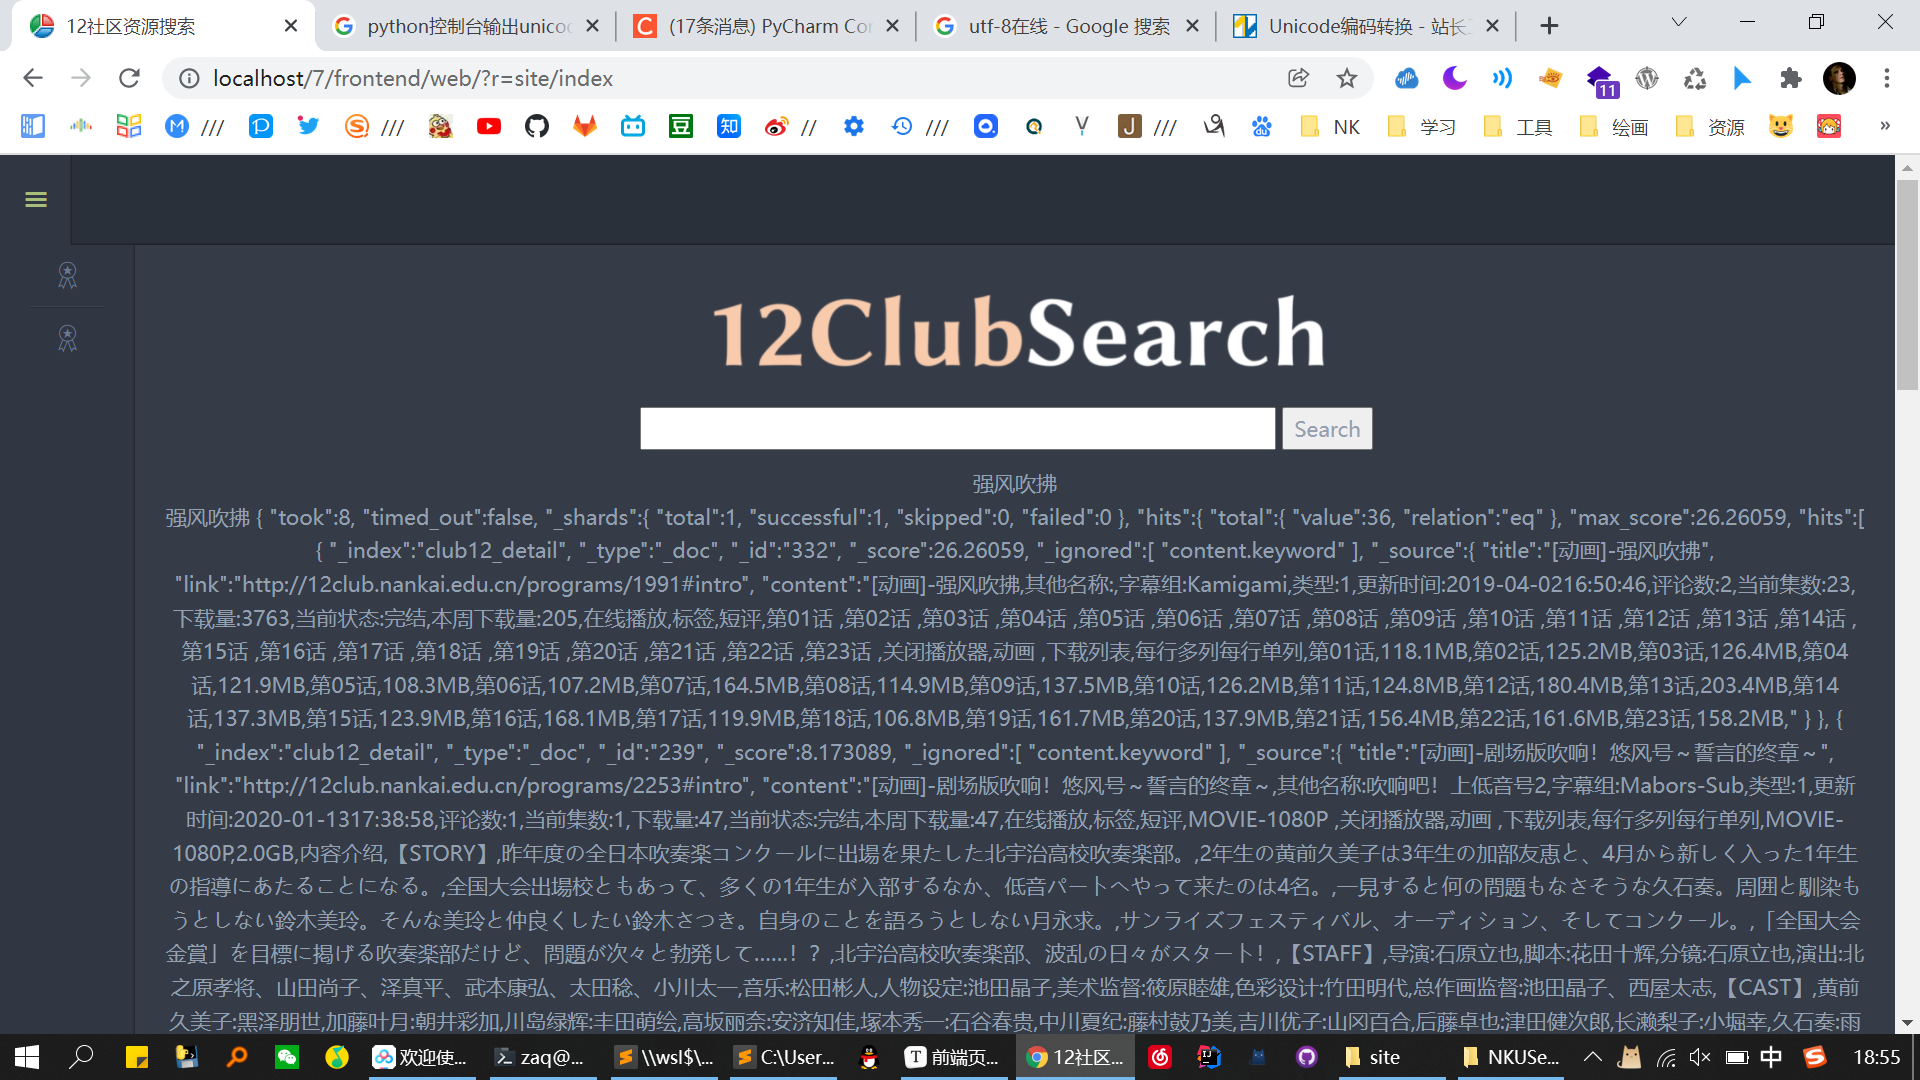 12社区资源搜索
python控制台输出unico
(17条消息) PyCharm Co
utf-8在线 - Google 搜索
Unicode编码转换 - 站长
localhost/7/frontend/web/?r=site/index
11
/// /// // /// /// NK 学习 工具 绘画 资源 »
12ClubSearch
Search
强风吹拂
强风吹拂 { "took":8, "timed_out":false, "_shards":{ "total":1, "successful":1, "skipped":0, "failed":0 }, "hits":{ "total":{ "value":36, "relation":"eq" }, "max_score":26.26059, "hits":[
{ "_index":"club12_detail", "_type":"_doc", "_id":"332", "_score":26.26059, "_ignored":[ "content.keyword" ], "_source":{ "title":"[动画]-强风吹拂",
"link":"http://12club.nankai.edu.cn/programs/1991#intro", "content":"[动画]-强风吹拂,其他名称:,字幕组:Kamigami,类型:1,更新时间:2019-04-0216:50:46,评论数:2,当前集数:23,
下载量:3763,当前状态:完结,本周下载量:205,在线播放,标签,短评,第01话 ,第02话 ,第03话 ,第04话 ,第05话 ,第06话 ,第07话 ,第08话 ,第09话 ,第10话 ,第11话 ,第12话 ,第13话 ,第14话 ,
第15话 ,第16话 ,第17话 ,第18话 ,第19话 ,第20话 ,第21话 ,第22话 ,第23话 ,关闭播放器,动画 ,下载列表,每行多列每行单列,第01话,118.1MB,第02话,125.2MB,第03话,126.4MB,第04
话,121.9MB,第05话,108.3MB,第06话,107.2MB,第07话,164.5MB,第08话,114.9MB,第09话,137.5MB,第10话,126.2MB,第11话,124.8MB,第12话,180.4MB,第13话,203.4MB,第14
话,137.3MB,第15话,123.9MB,第16话,168.1MB,第17话,119.9MB,第18话,106.8MB,第19话,161.7MB,第20话,137.9MB,第21话,156.4MB,第22话,161.6MB,第23话,158.2MB," } }, {
"_index":"club12_detail", "_type":"_doc", "_id":"239", "_score":8.173089, "_ignored":[ "content.keyword" ], "_source":{ "title":"[动画]-剧场版吹响！悠风号～誓言的终章～",
"link":"http://12club.nankai.edu.cn/programs/2253#intro", "content":"[动画]-剧场版吹响！悠风号～誓言的终章～,其他名称:吹响吧！上低音号2,字幕组:Mabors-Sub,类型:1,更新
时间:2020-01-1317:38:58,评论数:1,当前集数:1,下载量:47,当前状态:完结,本周下载量:47,在线播放,标签,短评,MOVIE-1080P ,关闭播放器,动画 ,下载列表,每行多列每行单列,MOVIE-
1080P,2.0GB,内容介绍,【STORY】,昨年度の全日本吹奏楽コンクールに出場を果たした北宇治高校吹奏楽部。,2年生の黄前久美子は3年生の加部友恵と、4月から新しく入った1年生
の指導にあたることになる。,全国大会出場校ともあって、多くの1年生が入部するなか、低音パートへやって来たのは4名。,一見すると何の問題もなさそうな久石奏。周囲と馴染も
うとしない鈴木美玲。そんな美玲と仲良くしたい鈴木さつき。自身のことを語ろうとしない月永求。,サンライズフェスティバル、オーディション、そしてコンクール。,「全国大会
金賞」を目標に掲げる吹奏楽部だけど、問題が次々と勃発して……！？,北宇治高校吹奏楽部、波乱の日々がスタート！,【STAFF】,导演:石原立也,脚本:花田十辉,分镜:石原立也,演出:北
之原孝将、山田尚子、泽真平、武本康弘、太田稔、小川太一,音乐:松田彬人,人物设定:池田晶子,美术监督:篠原睦雄,色彩设计:竹田明代,总作画监督:池田晶子、西屋太志,【CAST】,黄前
久美子:黑泽朋世,加藤叶月:朝井彩加,川岛绿辉:丰田萌绘,高坂丽奈:安济知佳,塚本秀一:石谷春贵,中川夏纪:藤村鼓乃美,吉川优子:山冈百合,后藤卓也:津田健次郎,长濑梨子:小堀幸,久石奏:雨
欢迎使...
zaq@...
\\wsl$\...
C:\User...
前端页...
12社区...
site
NKUSe...
中
18:55